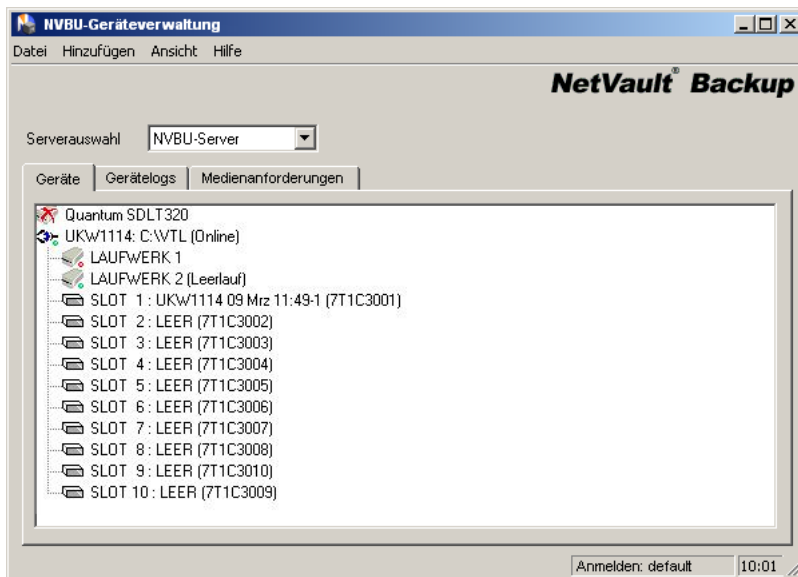 NVBU-Geräteverwaltung
Datei Hinzufügen Ansicht Hilfe
NetVault® Backup
Serverauswahl NVBU-Server
Geräte Gerätelogs Medienanforderungen
Quantum SDLT320
UKW1114: C:\VTL (Online)
LAUFWERK 1
LAUFWERK 2 (Leerlauf)
SLOT 1 : UKW1114 09 Mrz 11:49-1 (7T1C3001)
SLOT 2 : LEER (7T1C3002)
SLOT 3 : LEER (7T1C3003)
SLOT 4 : LEER (7T1C3004)
SLOT 5 : LEER (7T1C3005)
SLOT 6 : LEER (7T1C3006)
SLOT 7 : LEER (7T1C3007)
SLOT 8 : LEER (7T1C3008)
SLOT 9 : LEER (7T1C3010)
SLOT 10 : LEER (7T1C3009)
Anmelden: default 10:01